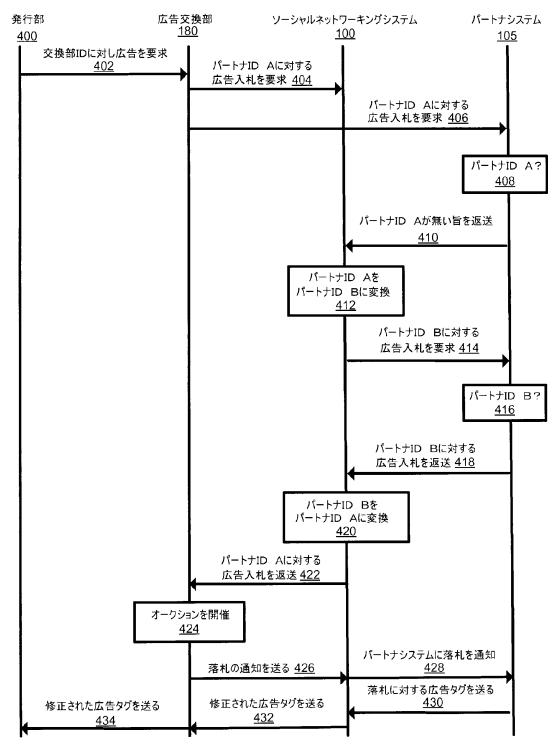 発行部
400
広告交換部
180
ソーシャルネットワーキングシステム
100
パートナシステム
105
交換部IDに対し広告を要求
402
パートナID Aに対する
広告入札を要求 404
パートナID Aに対する
広告入札を要求 406
パートナID A?
408
パートナID Aが無い旨を返送
410
パートナID Aを
パートナID Bに変換
412
パートナID Bに対する
広告入札を要求 414
パートナID B?
416
パートナID Bに対する
広告入札を返送 418
パートナID Bを
パートナID Aに変換
420
パートナID Aに対する
広告入札を返送 422
オークションを開催
424
落札の通知を送る 426
パートナシステムに落札を通知
428
落札に対する広告タグを送る
430
修正された広告タグを送る
432
修正された広告タグを送る
434